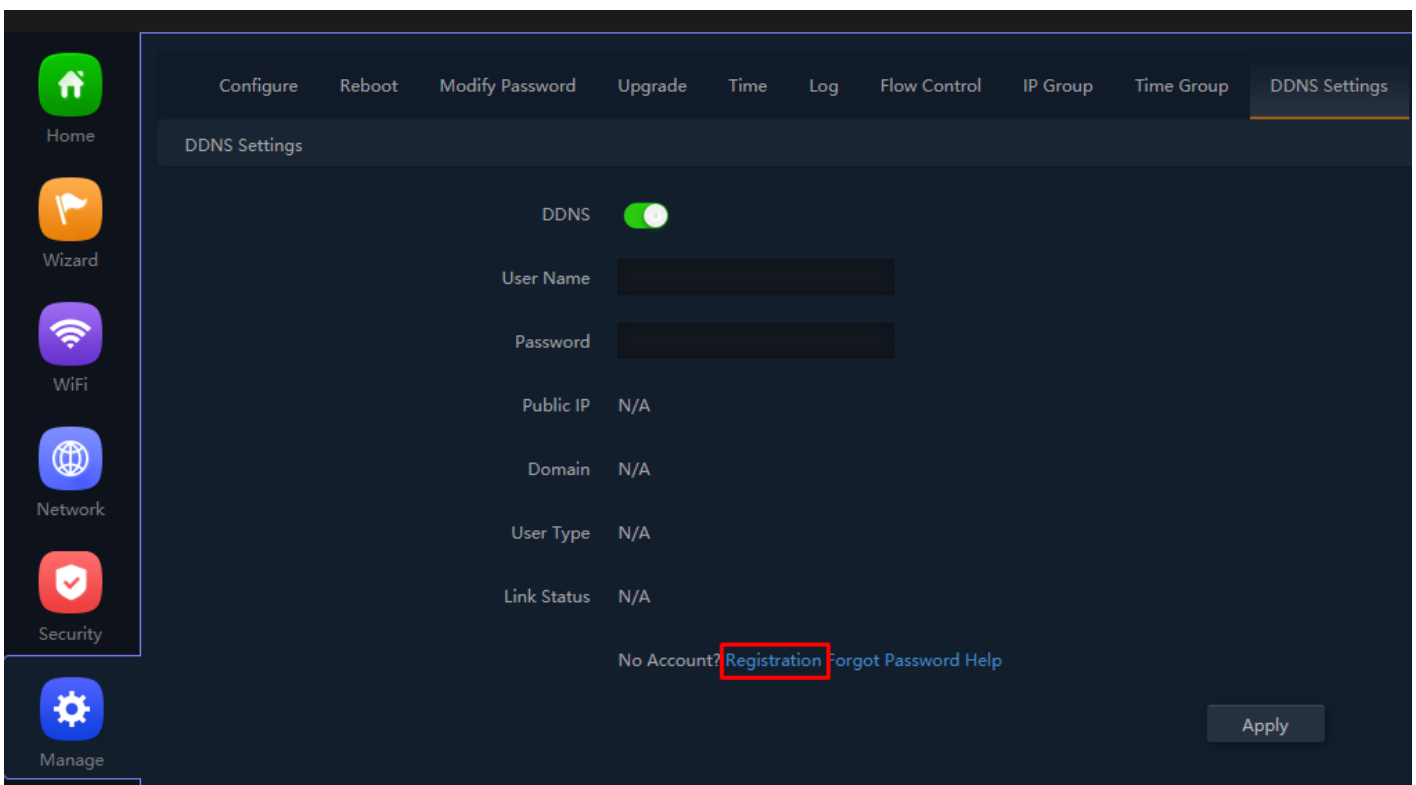 Configure Reboot Modify Password Upgrade Time Log Flow Control IP Group Time Group DDNS Settings
Home
DDNS Settings
DDNS
Wizard
User Name
Password
WiFi
Public IP N/A
Domain N/A
Network
User Type N/A
Link Status N/A
Security
No Account? Registration Forgot Password Help
Apply
Manage